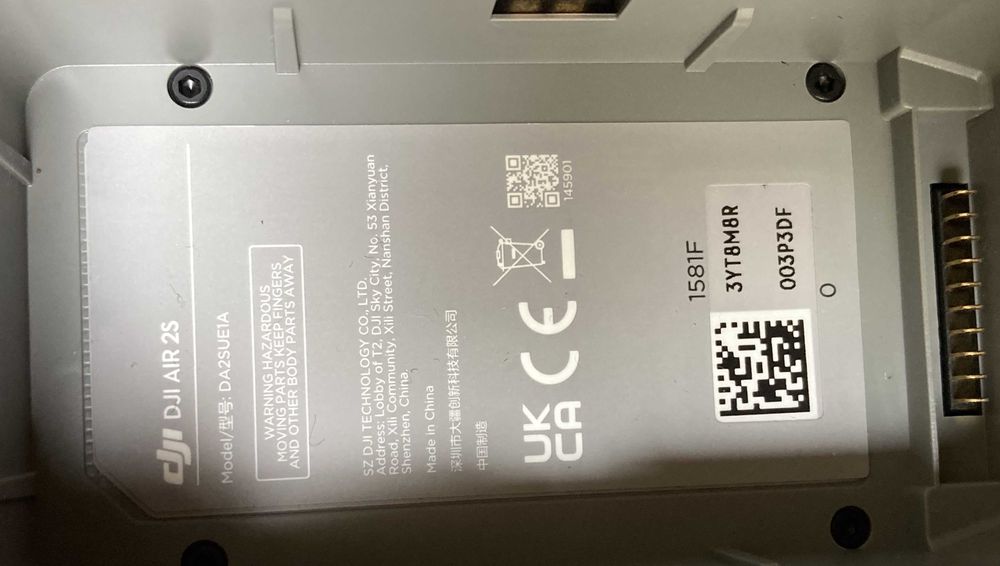 dji DJI AIR 2S
Model/型号: DA2SUE1A
WARNING HAZARDOUS
MOVING PARTS KEEP FINGERS
AND OTHER BODY PARTS AWAY
SZ DJI TECHNOLOGY CO., LTD.
Address: Lobby of T2, DJI Sky City, No. 53 Xianyuan
Road, Xili Community, Xili Street, Nanshan District,
Shenzhen, China,
Made in China
深圳市大疆创新科技有限公司
中国制造
UK
CA
CE
145901
1581F
3YT8M8R
003P3DF
O